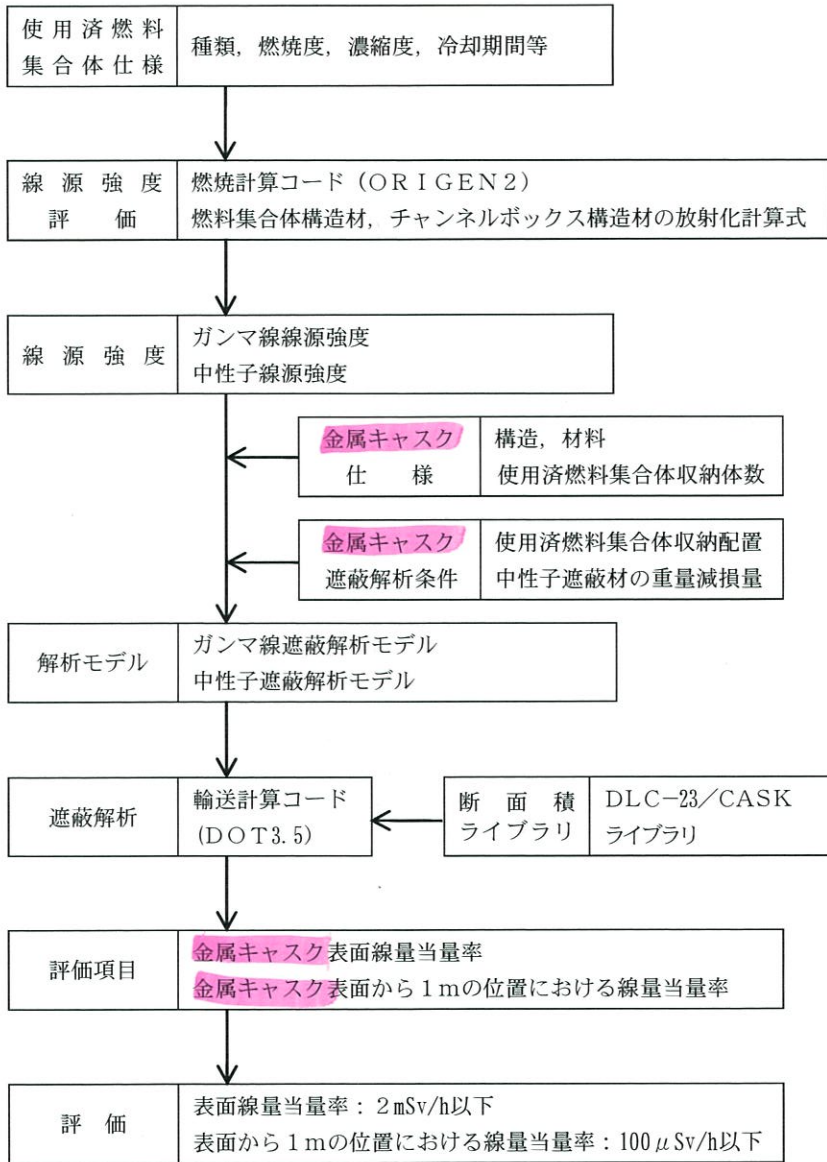 使用済燃料
集合体仕様
種類，燃焼度，濃縮度，冷却期間等
線源強度
評価
燃焼計算コード（ORIGEN2）
燃料集合体構造材，チャンネルボックス構造材の放射化計算式
線源強度
ガンマ線線源強度
中性子線源強度
金属キャスク
仕様
構造，材料
使用済燃料集合体収納体数
金属キャスク
遮蔽解析条件
使用済燃料集合体収納配置
中性子遮蔽材の重量減損量
解析モデル
ガンマ線遮蔽解析モデル
中性子遮蔽解析モデル
遮蔽解析
輸送計算コード
(DOT3.5)
断面積
ライブラリ
DLC-23／CASK
ライブラリ
評価項目
金属キャスク表面線量当量率
金属キャスク表面から1mの位置における線量当量率
評価
表面線量当量率：2mSv/h以下
表面から1mの位置における線量当量率：100μSv/h以下